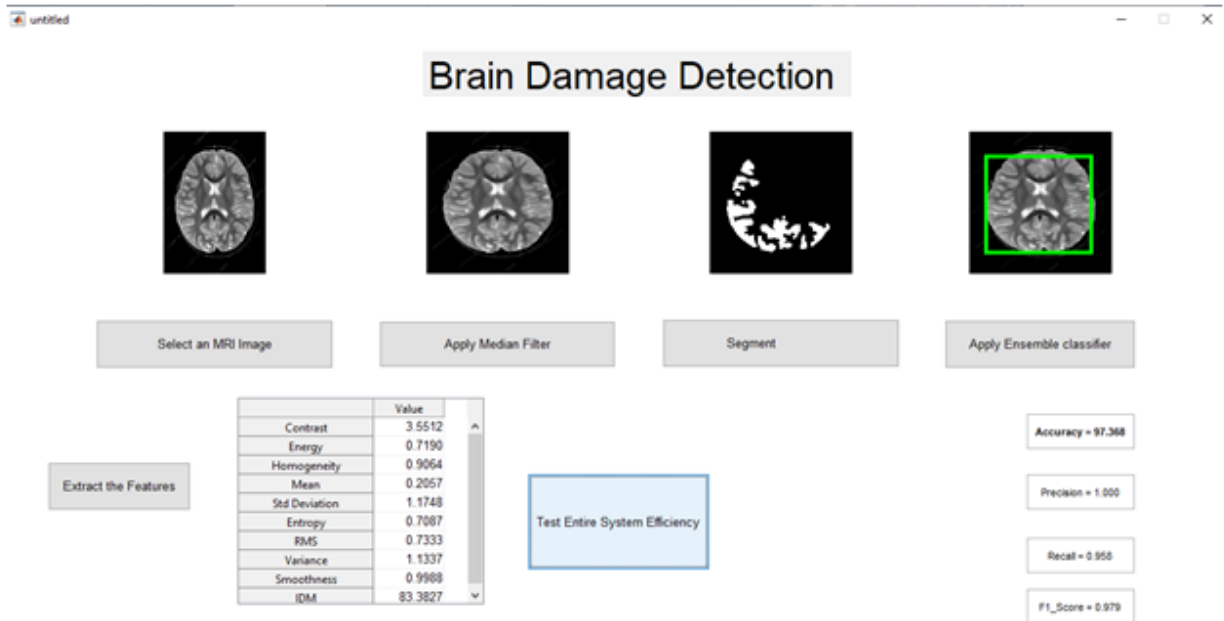 untitled
Brain Damage Detection
Select an MRI Image
Apply Median Filter
Segment
Apply Ensemble classifier
Value
Contrast 3.5512
Energy 0.7190
Homogeneity 0.9064
Mean 0.2057
Std Deviation 1.1748
Entropy 0.7087
RMS 0.7333
Variance 1.1337
Smoothness 0.9988
IDM 83.3827
Extract the Features
Test Entire System Efficiency
Accuracy = 97.368
Precision = 1.000
Recall = 0.958
F1_Score = 0.979